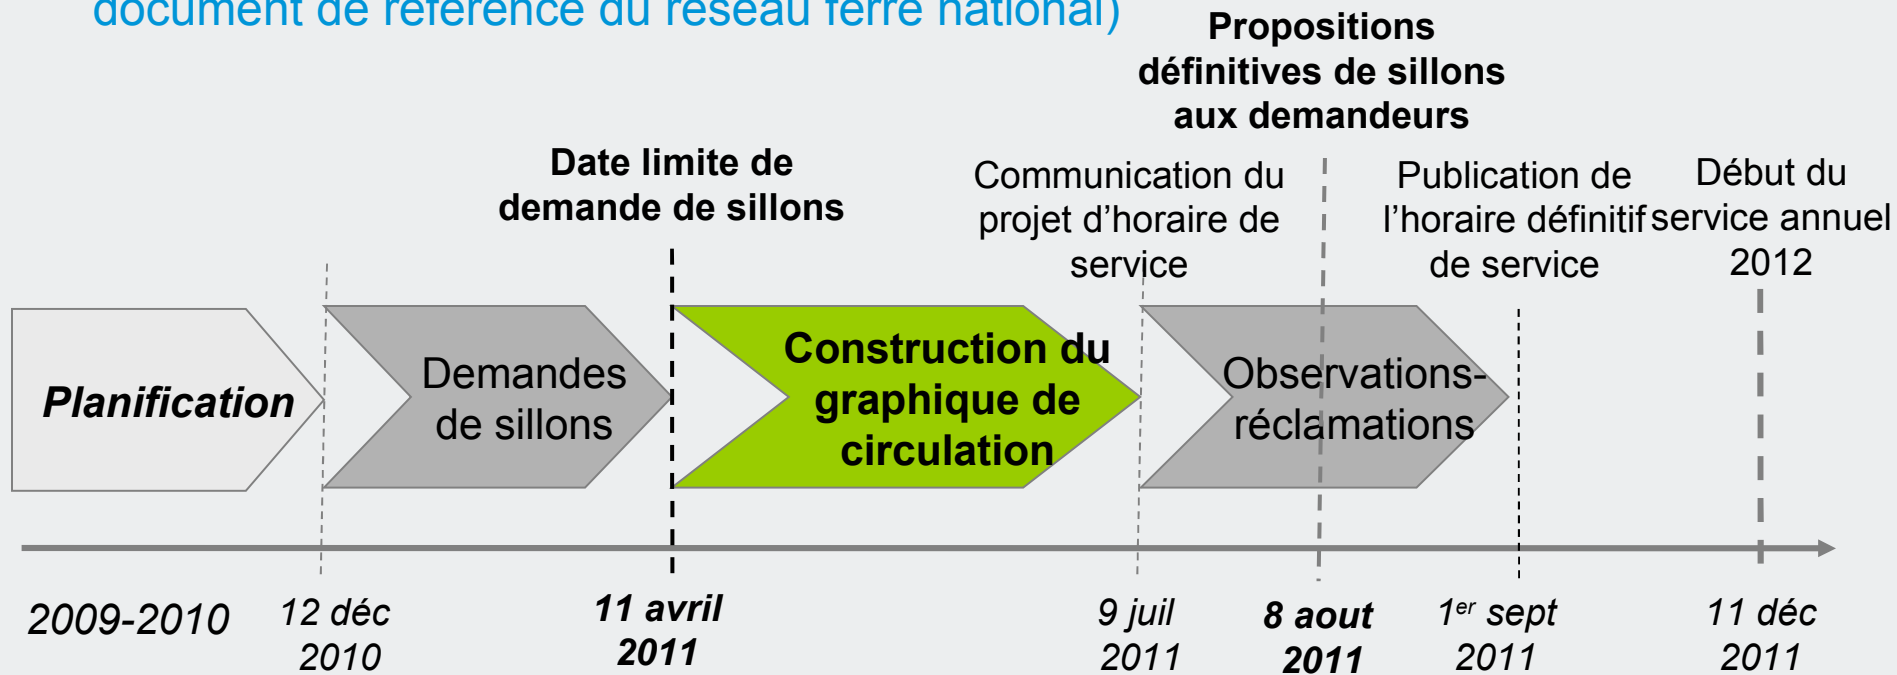 document de référence du réseau ferré national)
Propositions
définitives de sillons
aux demandeurs
Date limite de
demande de sillons
Communication du
projet d’horaire de
service
Publication de
l’horaire définitif
de service
Début du
service annuel
2012
Planification
Demandes
de sillons
Construction du
graphique de
circulation
Observations-
réclamations
2009-2010
12 déc
2010
11 avril
2011
9 juil
2011
8 aout
2011
1er sept
2011
11 déc
2011